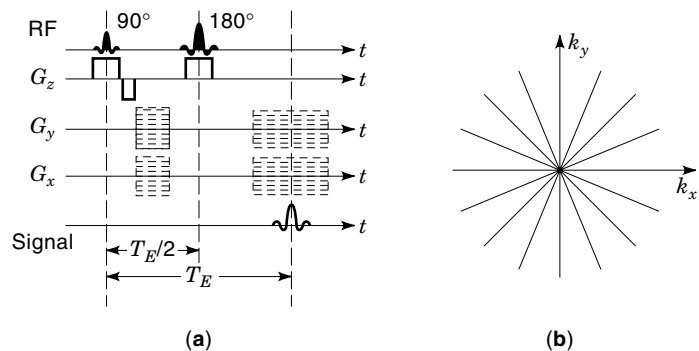 RF 90° 180° t
G_z t
G_y t
G_x t
Signal t
T_E/2
T_E
(a)
k_y
k_x
(b)